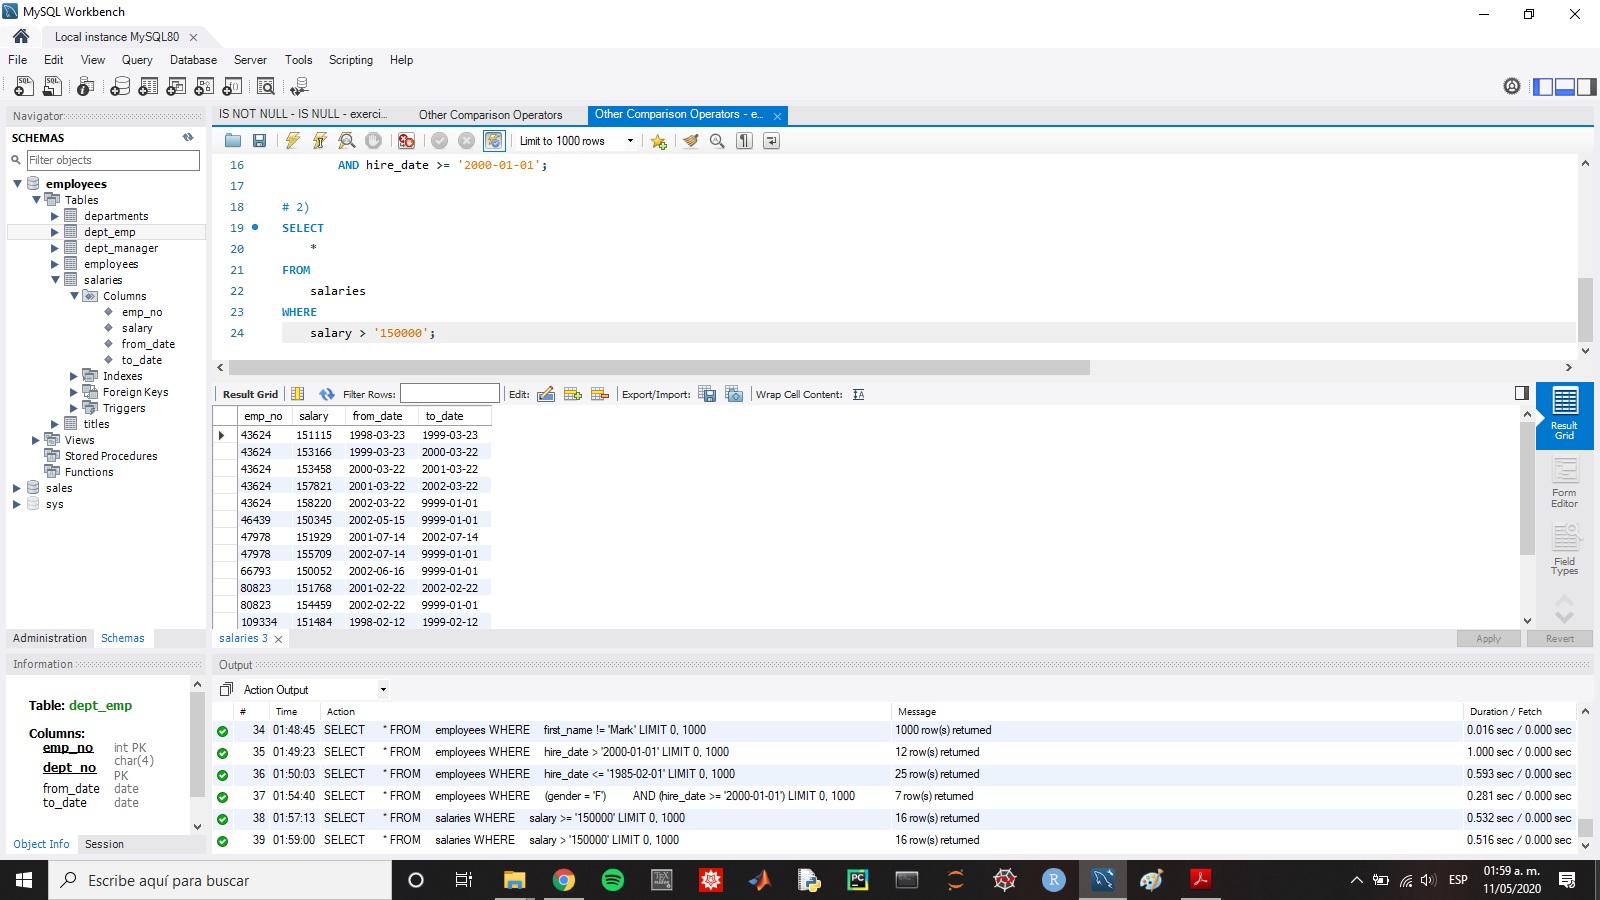 MySQL Workbench
Local instance MySQL80
File Edit View Query Database Server Tools Scripting Help
Navigator
SCHEMAS
Filter objects
employees
Tables
departments
dept_emp
dept_manager
employees
salaries
Columns
emp_no
salary
from_date
to_date
Indexes
Foreign Keys
Triggers
titles
Views
Stored Procedures
Functions
sales
sys
Administration Schemas
Information
Table: dept_emp
Columns:
emp_no int PK
dept_no char(4) PK
from_date date
to_date date
Object Info Session
IS NOT NULL - IS NULL - exerci... Other Comparison Operators Other Comparison Operators - e...
Limit to 1000 rows
16 AND hire_date >= '2000-01-01';
17
18 # 2)
19 SELECT
20 *
21 FROM
22 salaries
23 WHERE
24 salary > '150000';
Result Grid Filter Rows: Edit: Export/Import: Wrap Cell Content:
emp_no salary from_date to_date
43624 151115 1998-03-23 1999-03-23
43624 153166 1999-03-23 2000-03-22
43624 153458 2000-03-22 2001-03-22
43624 157821 2001-03-22 2002-03-22
43624 158220 2002-03-22 9999-01-01
46439 150345 2002-05-15 9999-01-01
47978 151929 2001-07-14 2002-07-14
47978 155709 2002-07-14 9999-01-01
66793 150052 2002-06-16 9999-01-01
80823 151768 2001-02-22 2002-02-22
80823 154459 2002-02-22 9999-01-01
109334 151484 1998-02-12 1999-02-12
Result Grid
Form Editor
Field Types
salaries 3
Apply Revert
Output
Action Output
# Time Action Message Duration / Fetch
34 01:48:45 SELECT * FROM employees WHERE first_name != 'Mark' LIMIT 0, 1000 1000 row(s) returned 0.016 sec / 0.000 sec
35 01:49:23 SELECT * FROM employees WHERE hire_date > '2000-01-01' LIMIT 0, 1000 12 row(s) returned 1.000 sec / 0.000 sec
36 01:50:03 SELECT * FROM employees WHERE hire_date <= '1985-02-01' LIMIT 0, 1000 25 row(s) returned 0.593 sec / 0.000 sec
37 01:54:40 SELECT * FROM employees WHERE (gender = 'F') AND (hire_date >= '2000-01-01') LIMIT 0, 1000 7 row(s) returned 0.281 sec / 0.000 sec
38 01:57:13 SELECT * FROM salaries WHERE salary >= '150000' LIMIT 0, 1000 16 row(s) returned 0.532 sec / 0.000 sec
39 01:59:00 SELECT * FROM salaries WHERE salary > '150000' LIMIT 0, 1000 16 row(s) returned 0.516 sec / 0.000 sec
Escribe aquí para buscar
ESP
01:59 a. m.
11/05/2020